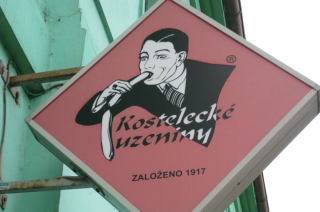 Kostelecké
uzeniny
®
ZALOŽENO 1917